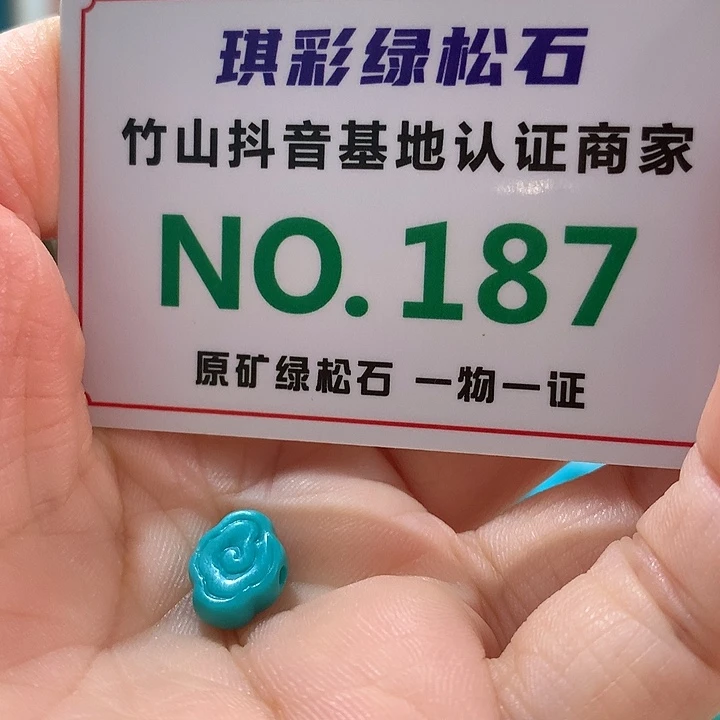 琪彩绿松石
竹山抖音基地认证商家
NO.187
原矿绿松石 一物一证